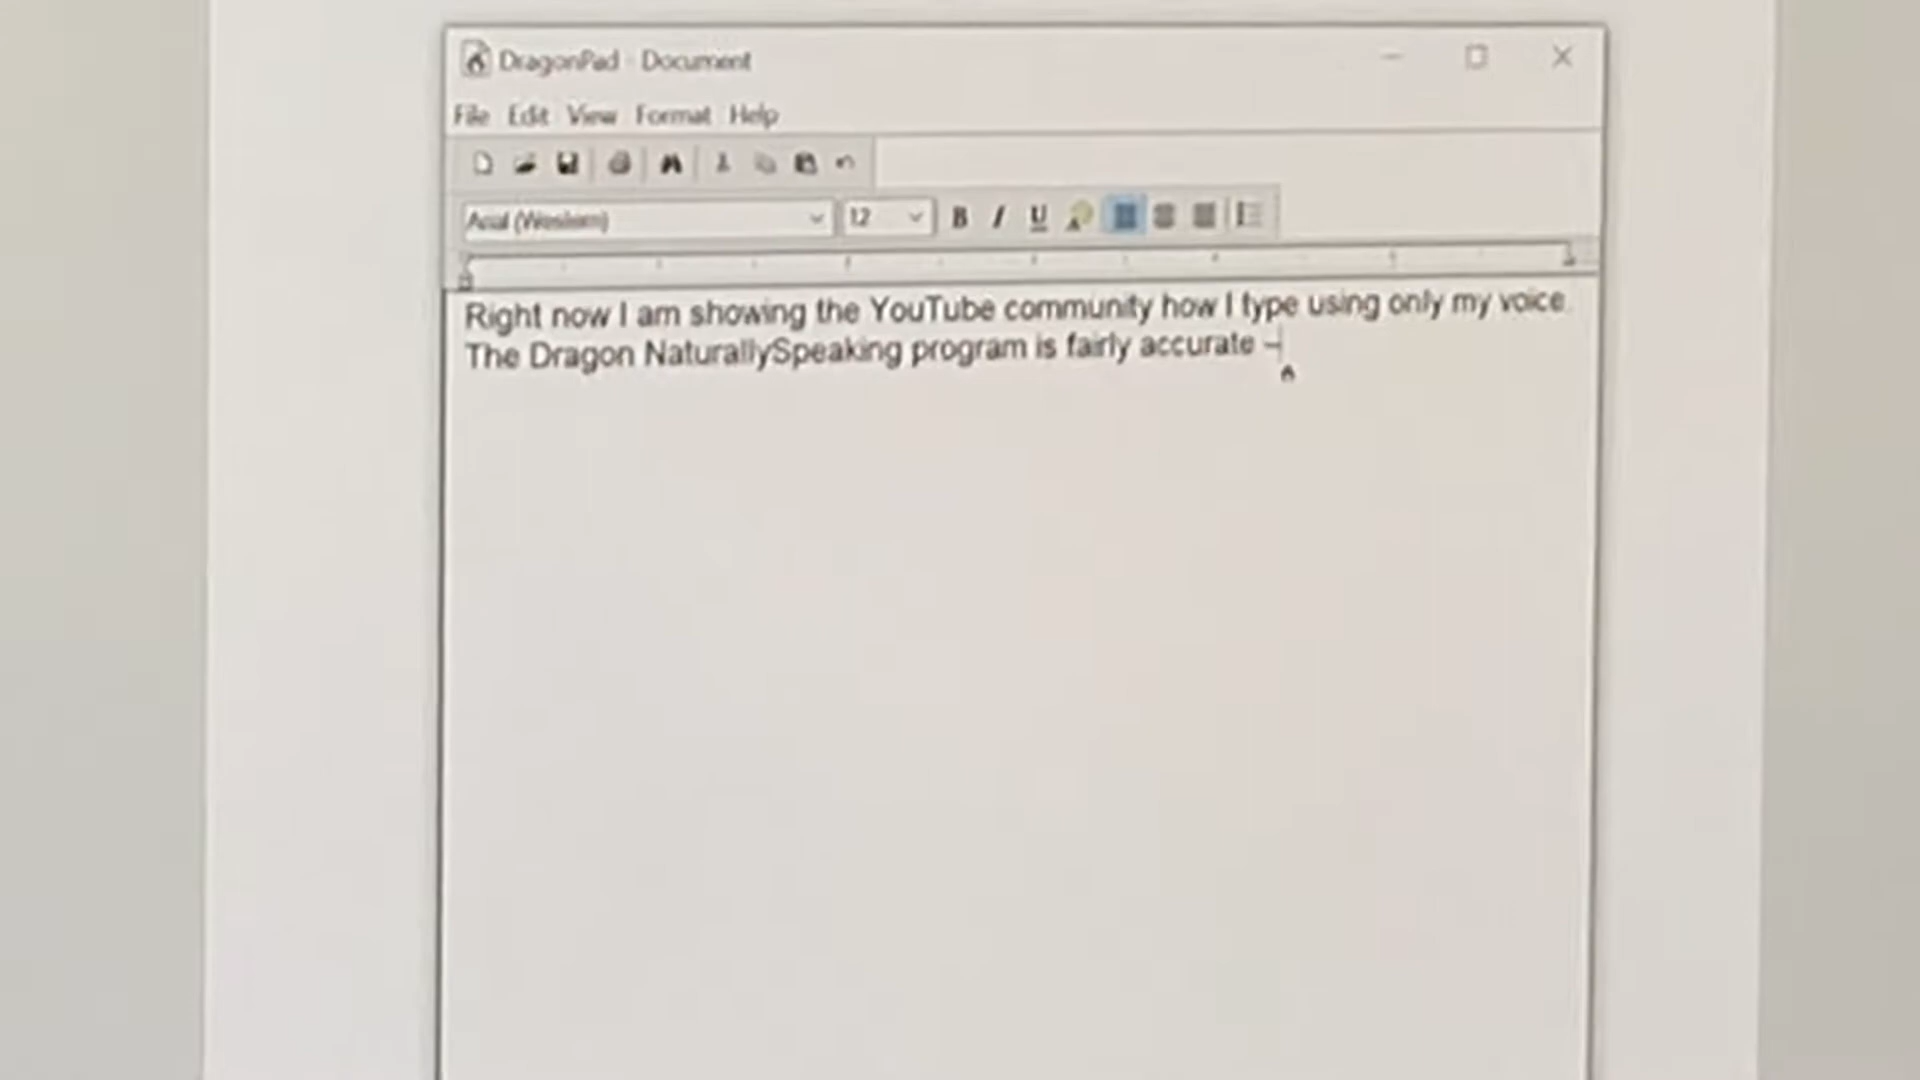 DragonPad - Document
File Edit View Format Help
Arial (Western) 12 B I U
Right now I am showing the YouTube community how I type using only my voice.
The Dragon NaturallySpeaking program is fairly accurate –